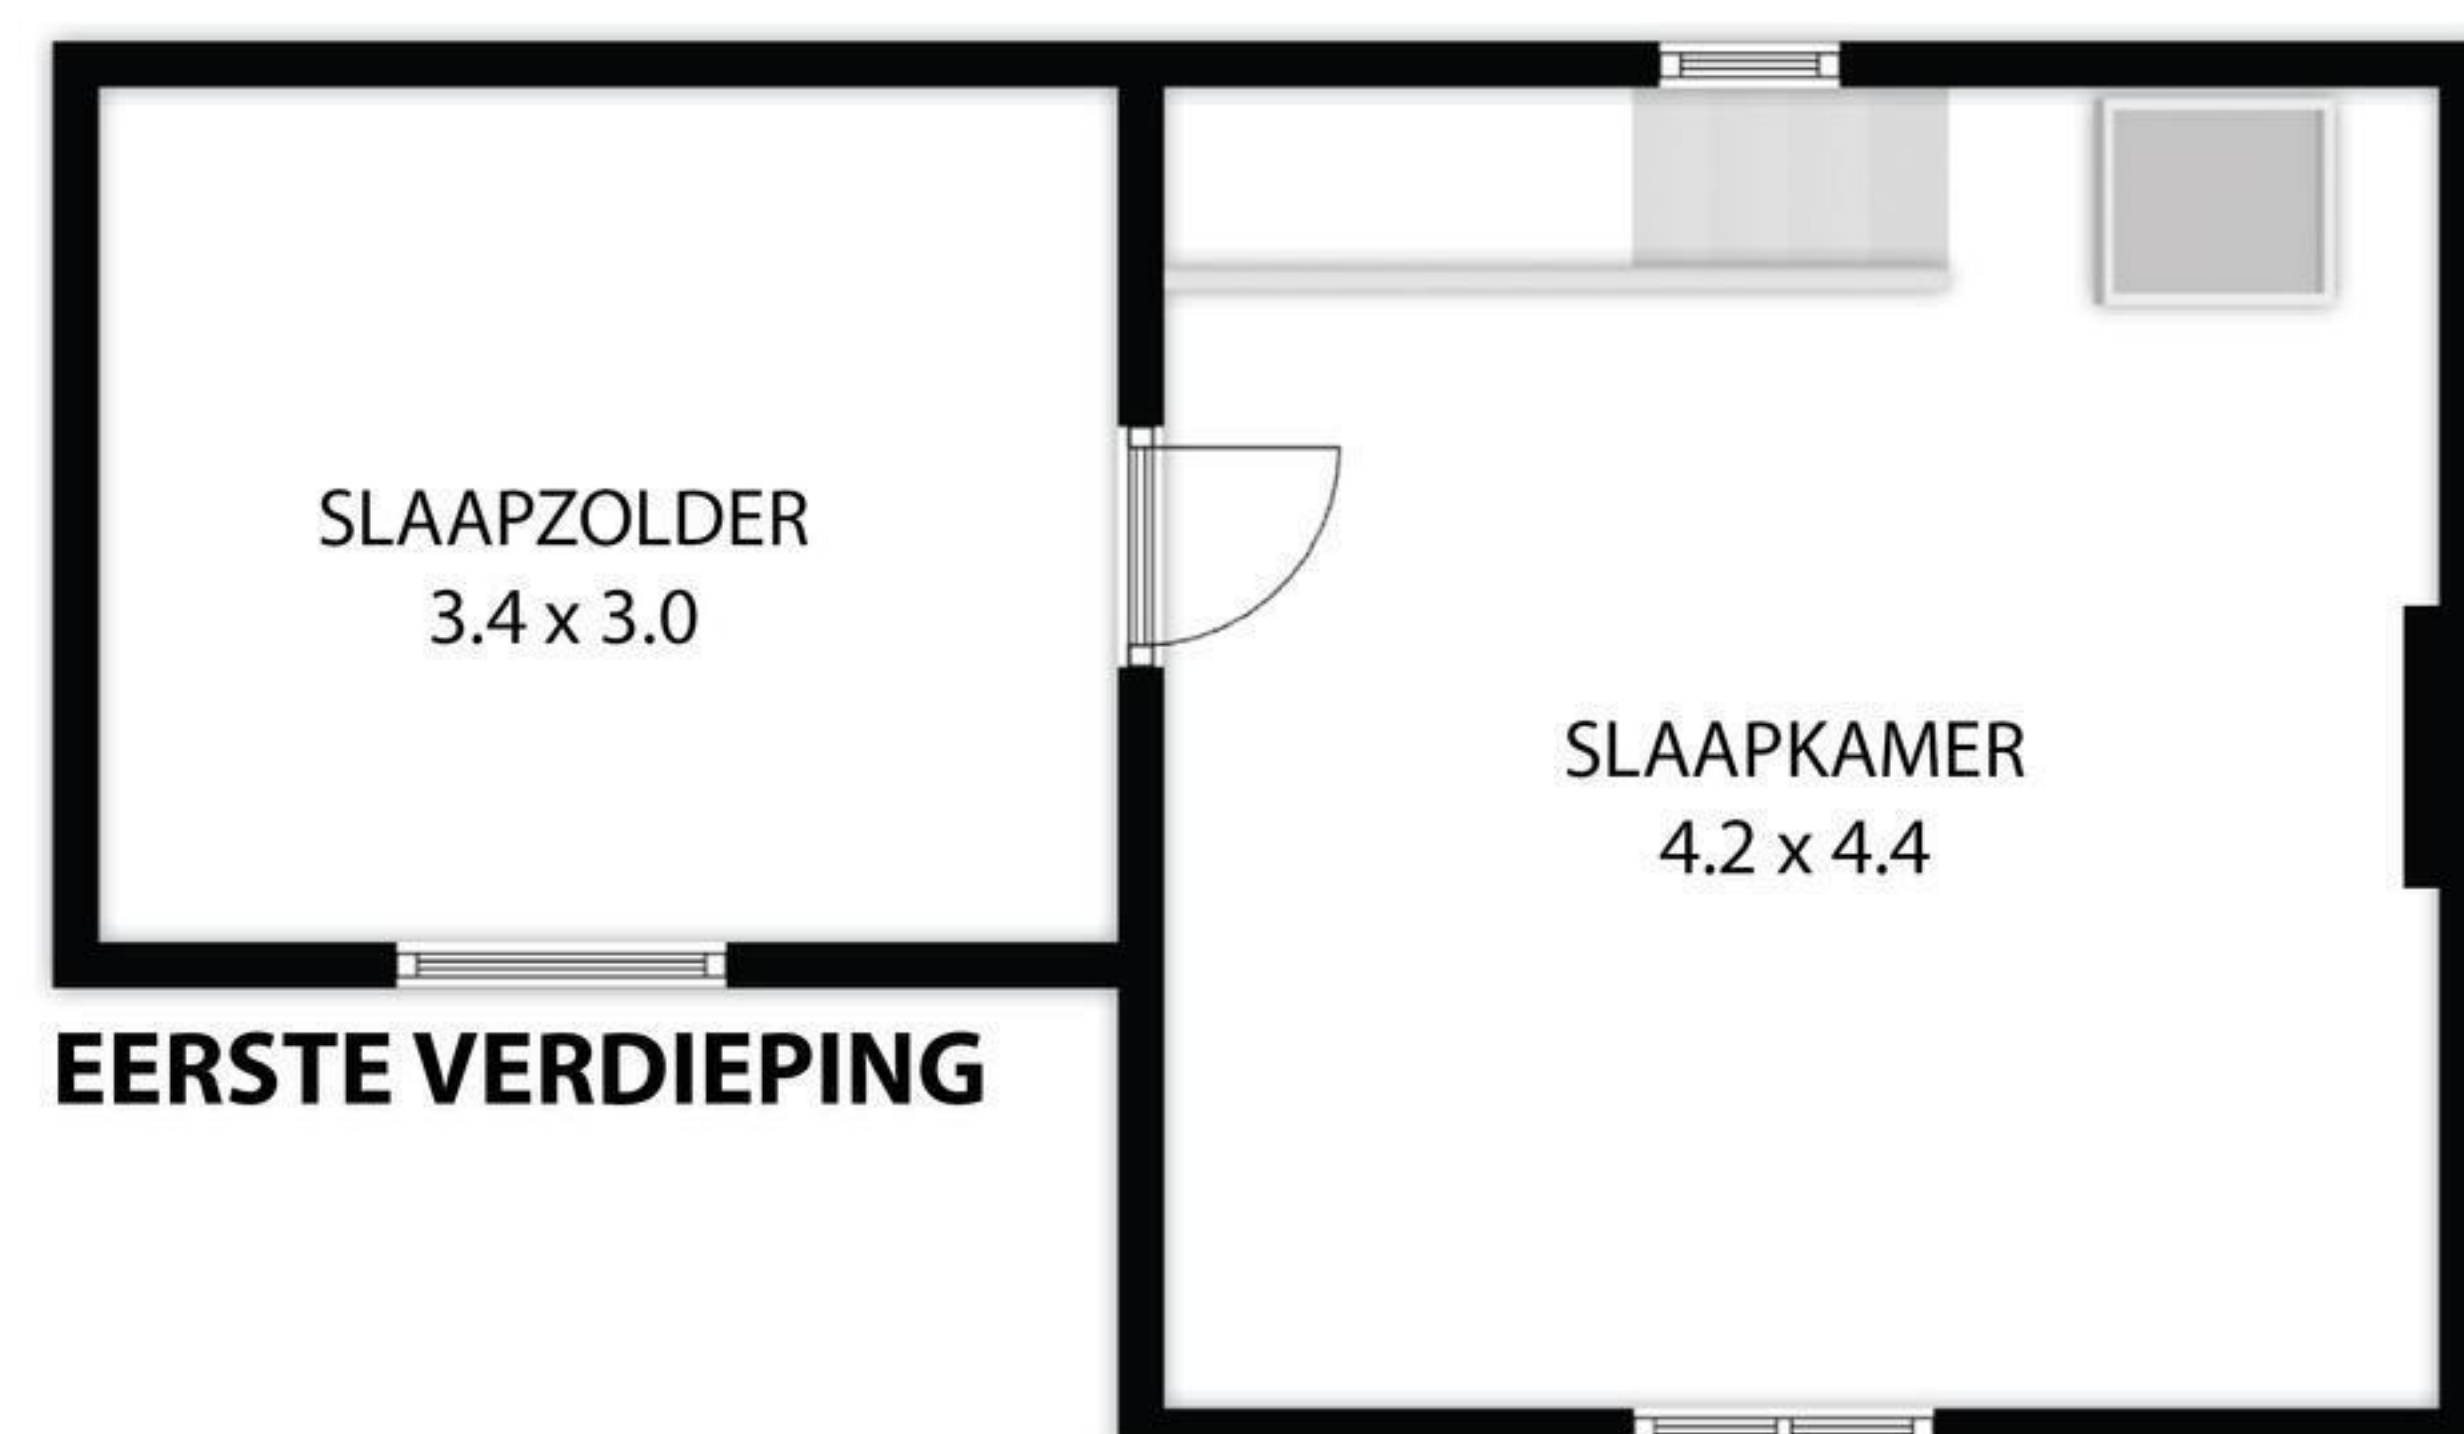 SLAAPZOLDER
3.4 x 3.0
SLAAPKAMER
4.2 x 4.4
EERSTE VERDIEPING